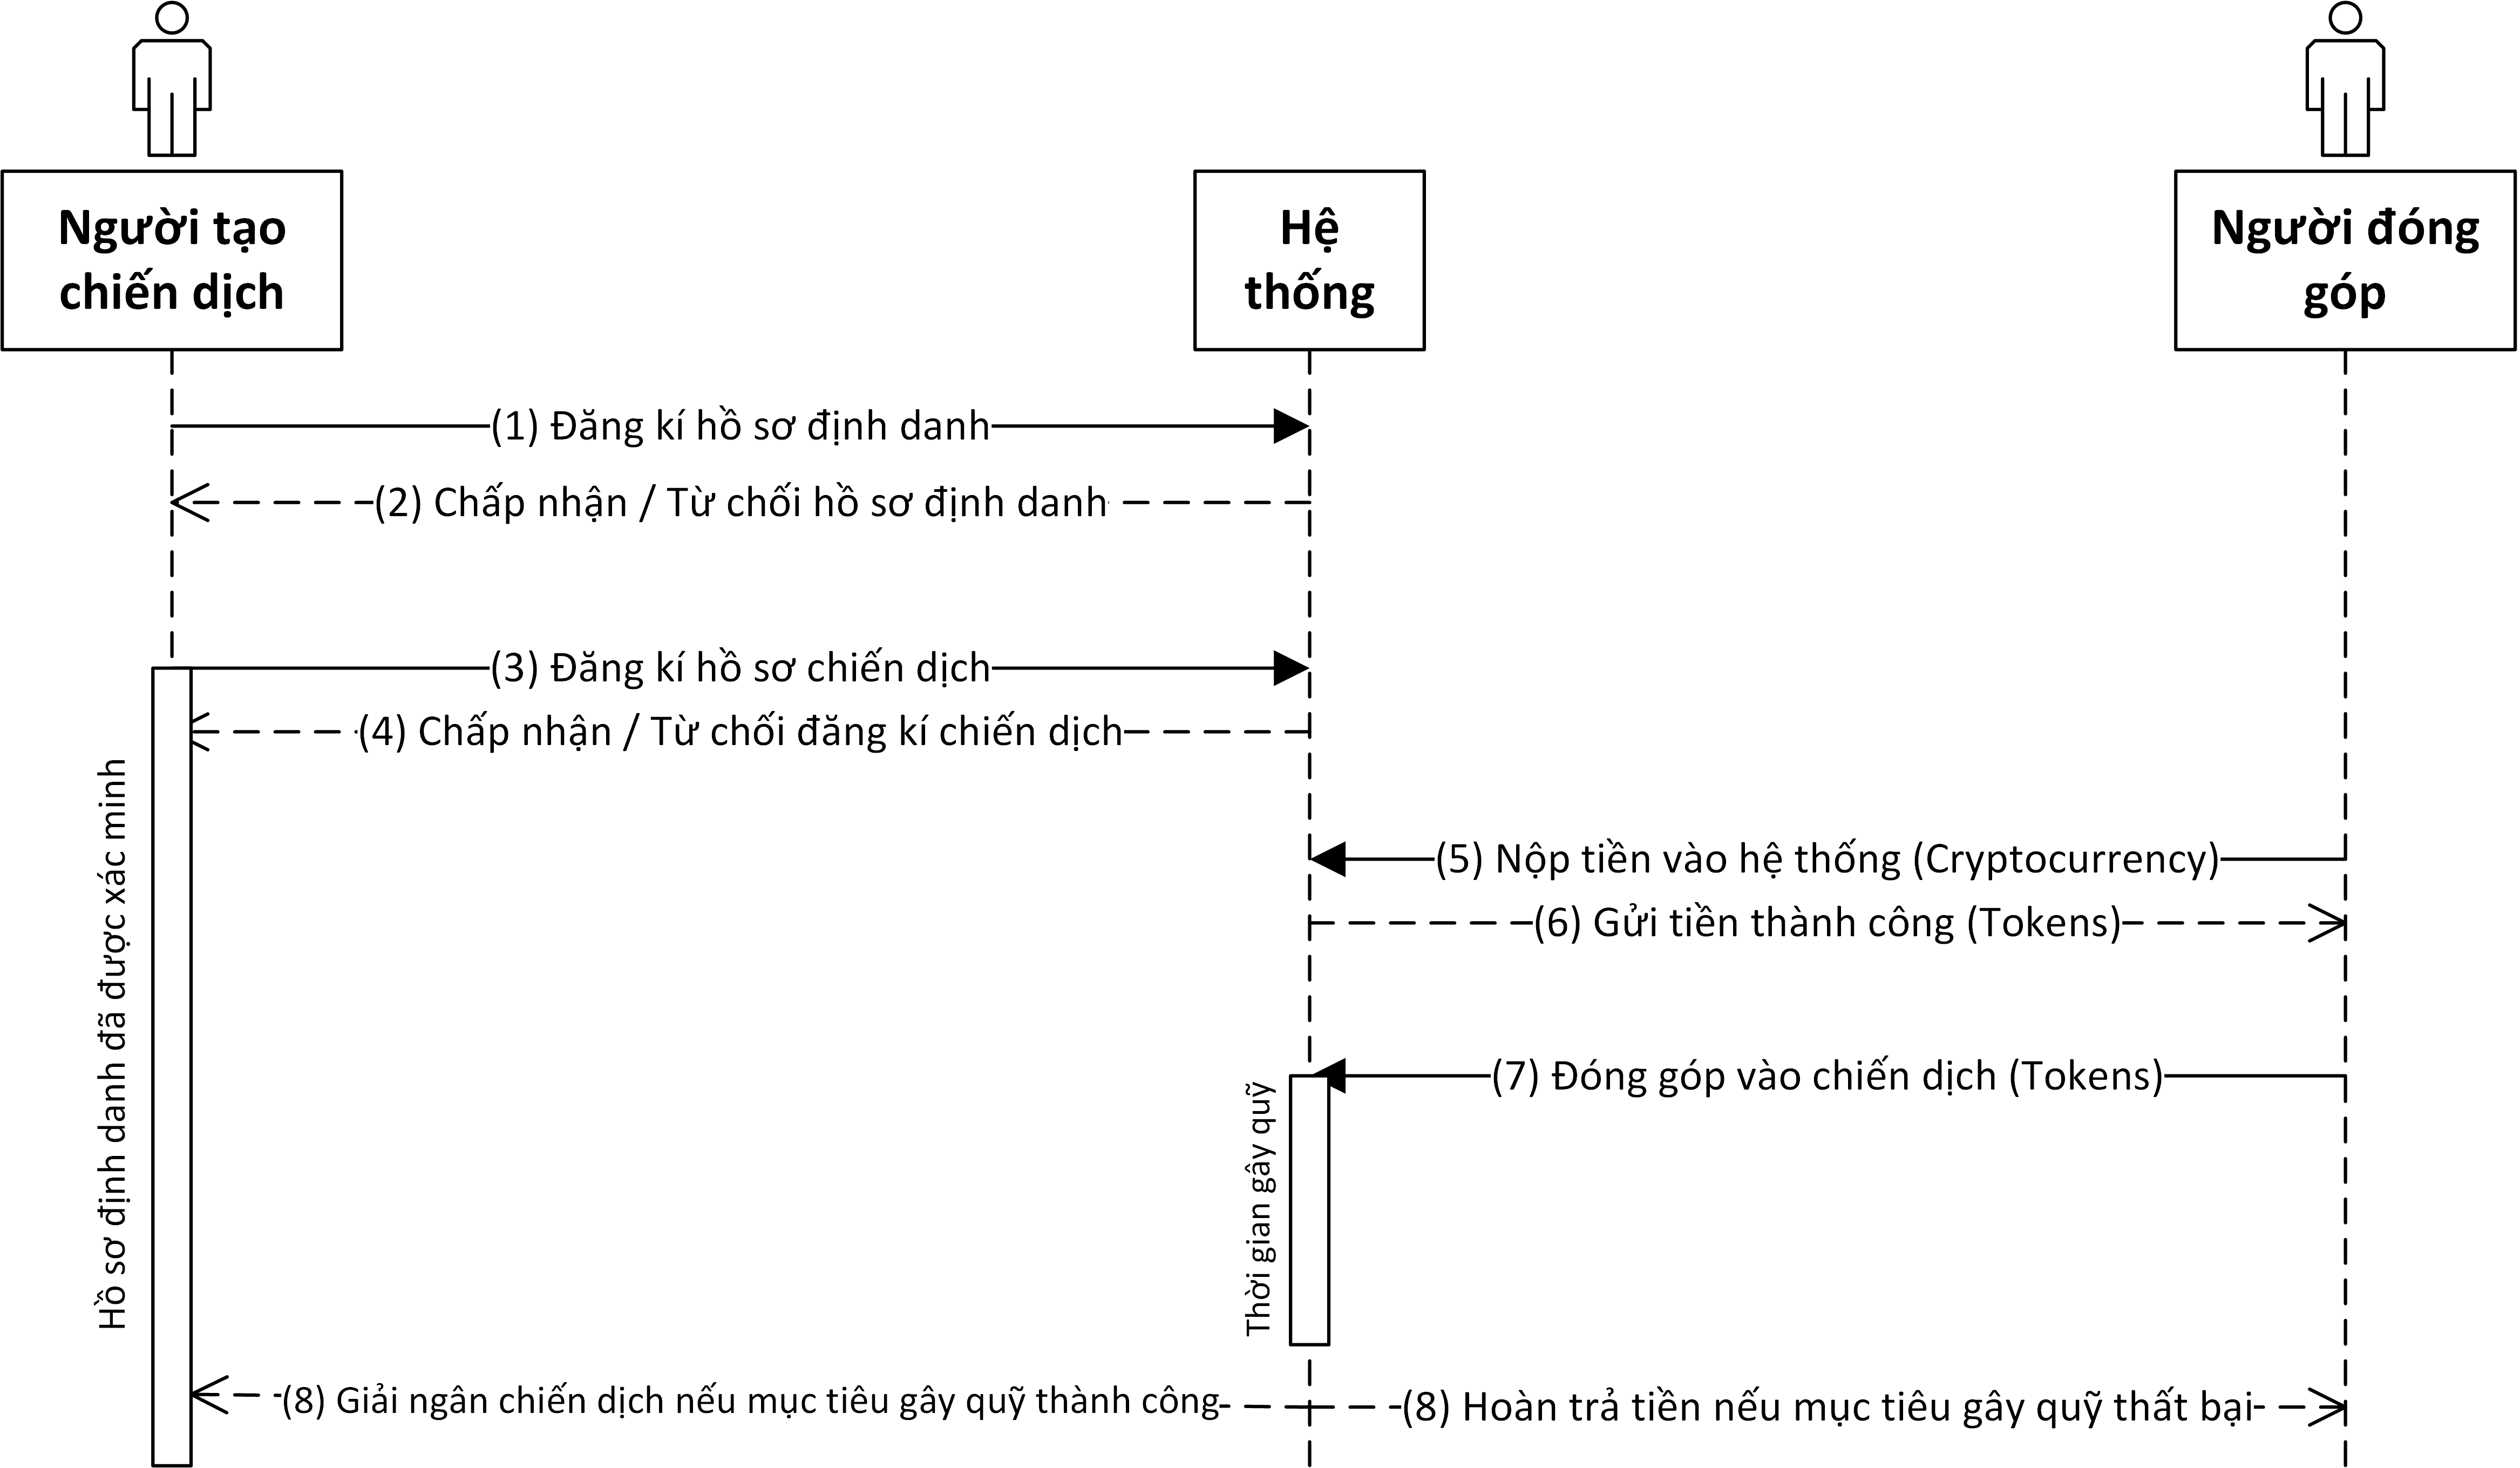 Người tạo
chiến dịch
Hệ
thống
Người đóng
góp
(1) Đăng kí hồ sơ định danh
(2) Chấp nhận / Từ chối hồ sơ định danh
(3) Đăng kí hồ sơ chiến dịch
(4) Chấp nhận / Từ chối đăng kí chiến dịch
Hồ sơ định danh đã được xác minh
(5) Nộp tiền vào hệ thống (Cryptocurrency)
(6) Gửi tiền thành công (Tokens)
(7) Đóng góp vào chiến dịch (Tokens)
Thời gian gây quỹ
(8) Giải ngân chiến dịch nếu mục tiêu gây quỹ thành công
(8) Hoàn trả tiền nếu mục tiêu gây quỹ thất bại